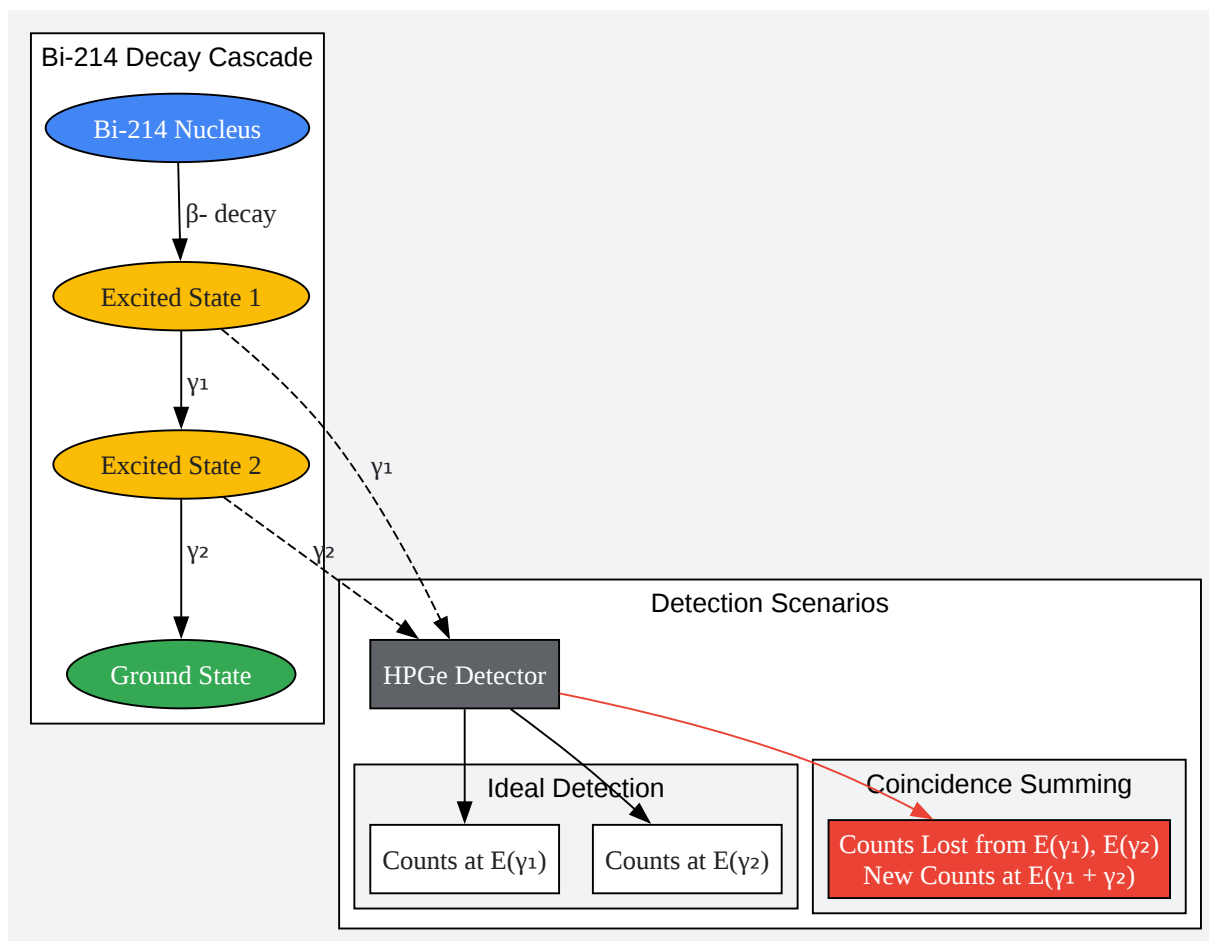 Bi-214 Decay Cascade
Bi-214 Nucleus
β- decay
Excited State 1
γ₁
γ₁
Excited State 2
γ₂
γ₂
Ground State
Detection Scenarios
HPGe Detector
Ideal Detection
Counts at E(γ₁)
Counts at E(γ₂)
Coincidence Summing
Counts Lost from E(γ₁), E(γ₂)
New Counts at E(γ₁ + γ₂)